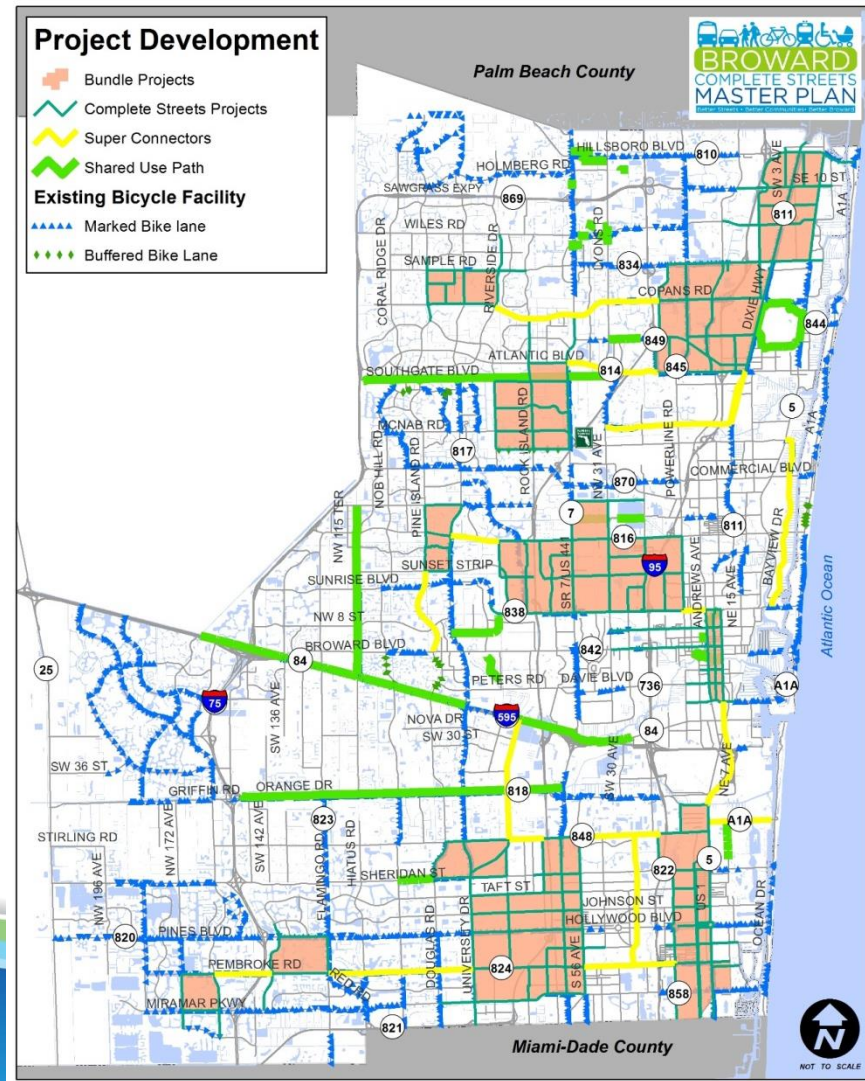 Project Development
Bundle Projects
Complete Streets Projects
Super Connectors
Shared Use Path
Existing Bicycle Facility
Marked Bike lane
Buffered Bike Lane
BROWARD
COMPLETE STREETS
MASTER PLAN
Better Streets • Better Communities • Better Broward
Palm Beach County
HILLSBORO BLVD
810
HOLMBERG RD
SW 3 AVE
SE 10 ST
SAWGRASS EXPY
869
A1A
811
CORAL RIDGE DR
WILES RD
RIVERSIDE DR
LYONS RD
834
SAMPLE RD
COPANS RD
DIXIE HWY
844
849
ATLANTIC BLVD
814
845
SOUTHGATE BLVD
5
A1A
MCNAB RD
817
NOB HILL RD
PINE ISLAND RD
ROCK ISLAND RD
NW 31 AVE
POWERLINE RD
COMMERCIAL BLVD
870
7
811
816
NW 115 TER
SUNSET STRIP
SR 7/US 441
95
ANDREWS AVE
NE 15 AVE
BAYVIEW DR
Atlantic Ocean
SUNRISE BLVD
838
NW 8 ST
BROWARD BLVD
842
25
84
PETERS RD
DAVIE BLVD
736
A1A
75
SW 136 AVE
NOVA DR
595
SW 30 ST
84
SW 36 ST
SW 30 AVE
NE 7 AVE
GRIFFIN RD
ORANGE DR
818
823
A1A
STIRLING RD
NW 172 AVE
SW 142 AVE
848
FLAMINGO RD
HIATUS RD
822
5
NW 196 AVE
SHERIDAN ST
TAFT ST
JOHNSON ST
US 1
HOLLYWOOD BLVD
OCEAN DR
820
PINES BLVD
DOUGLAS RD
UNIVERSITY DR
S 56 AVE
PEMBROKE RD
824
RED RD
858
MIRAMAR PKWY
821
Miami-Dade County
N
NOT TO SCALE